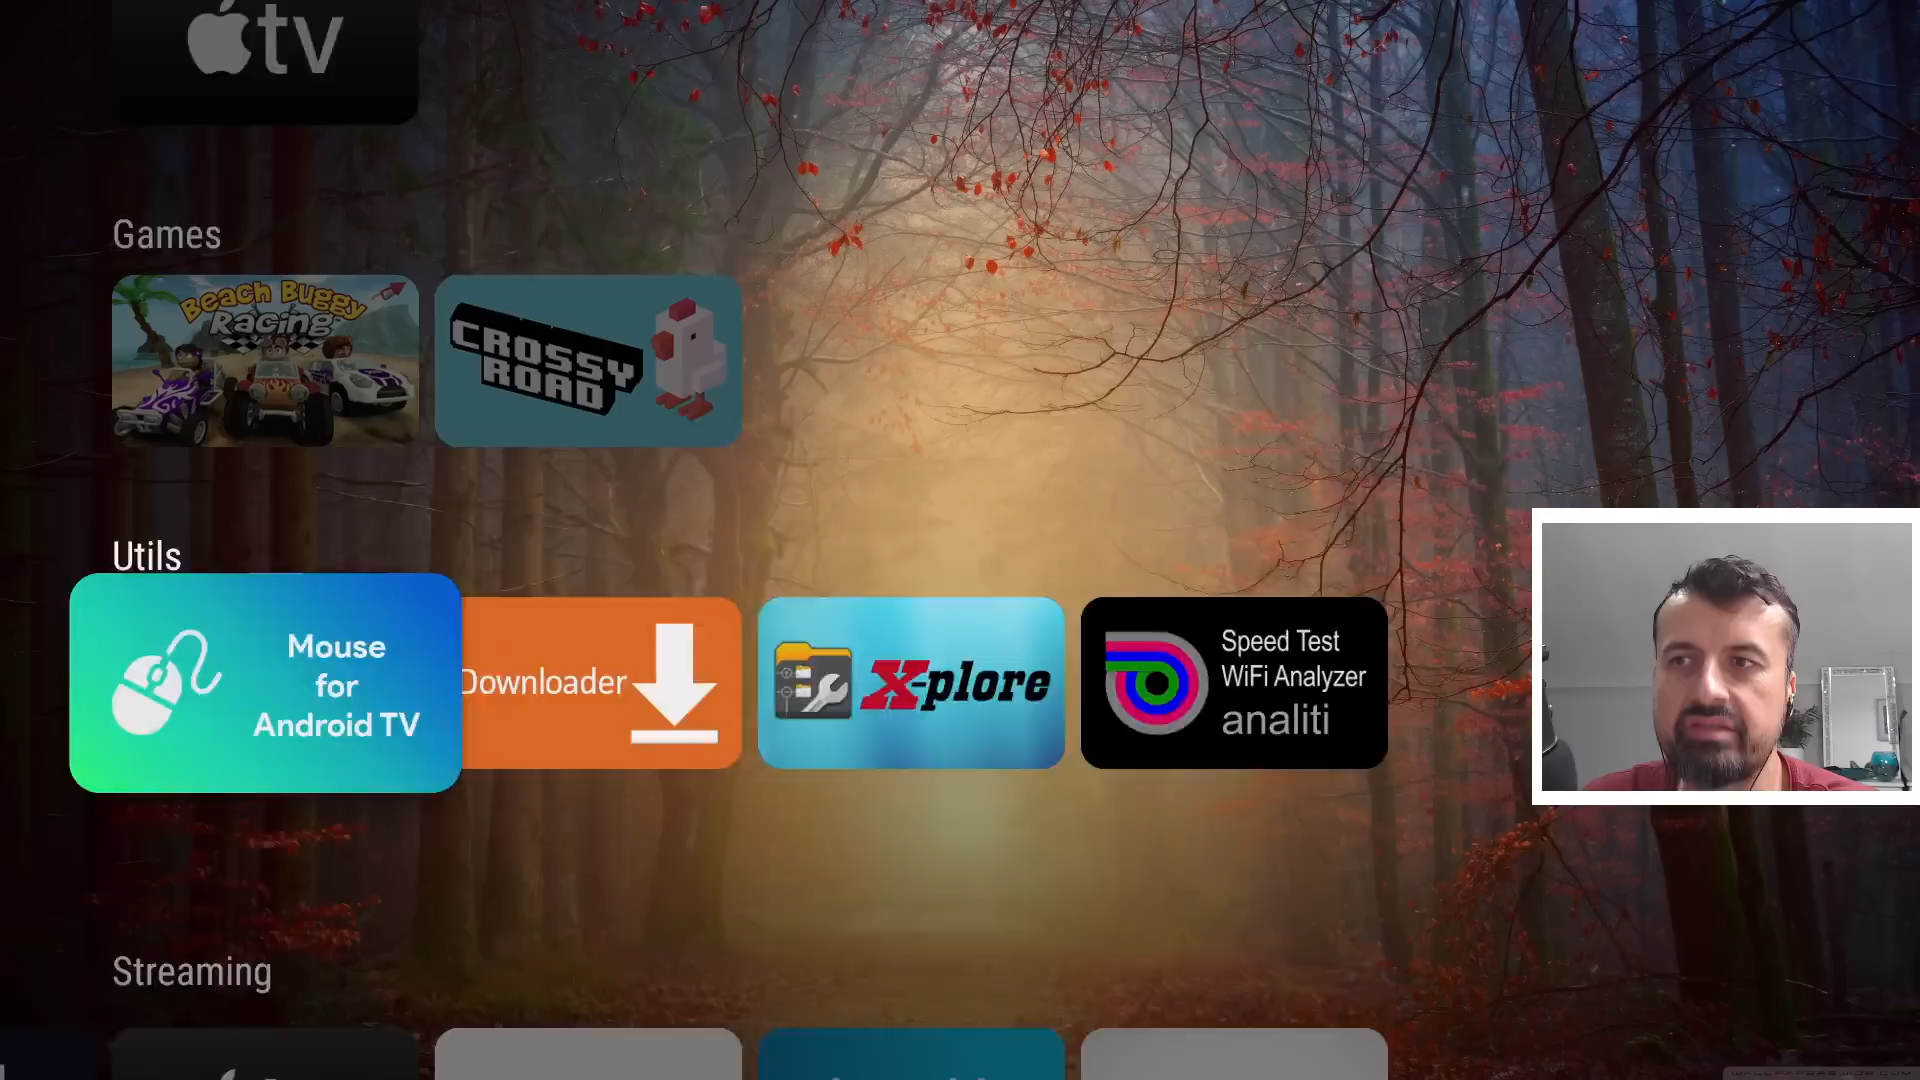 tv
Games
Beach Buggy
Racing
CROSSY
ROAD
Utils
Mouse
for
Android TV
Downloader
X-plore
Speed Test
WiFi Analyzer
analiti
Streaming